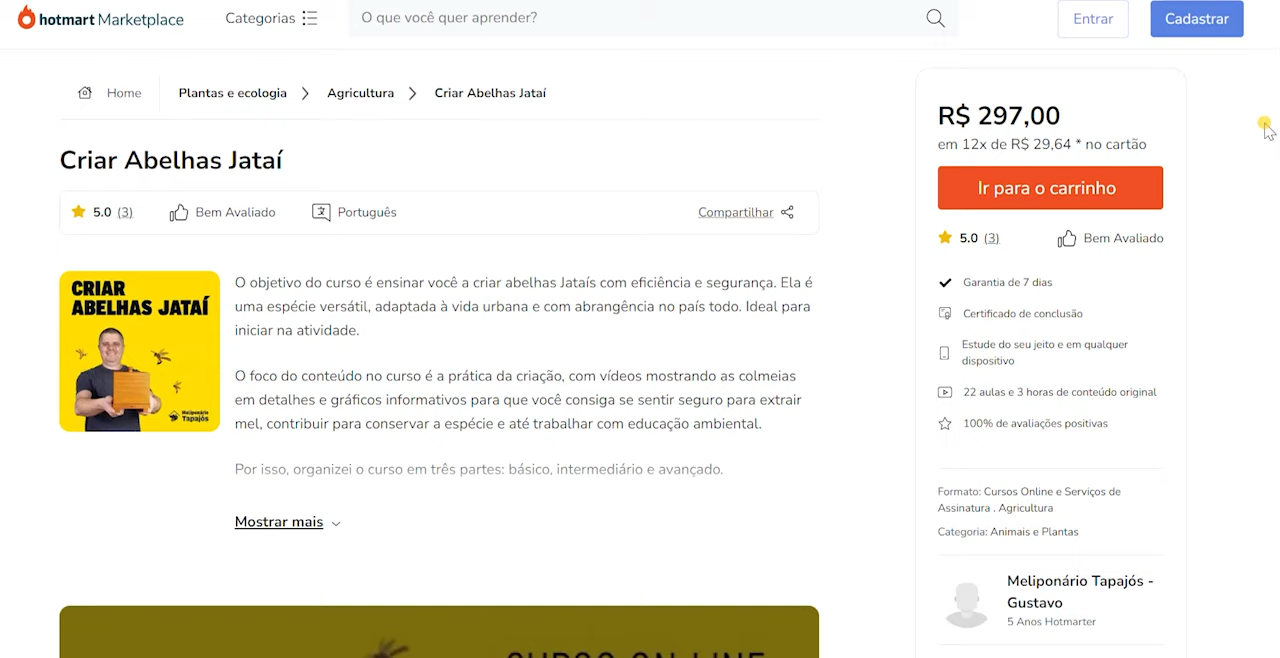 hotmart Marketplace
Categorias
O que você quer aprender?
Entrar
Cadastrar
Home
Plantas e ecologia
Agricultura
Criar Abelhas Jataí
Criar Abelhas Jataí
5.0 (3)
Bem Avaliado
Português
Compartilhar
CRIAR
ABELHAS JATAÍ
Meliponário
Tapajós
O objetivo do curso é ensinar você a criar abelhas Jataís com eficiência e segurança. Ela é
uma espécie versátil, adaptada à vida urbana e com abrangência no país todo. Ideal para
iniciar na atividade.
O foco do conteúdo no curso é a prática da criação, com vídeos mostrando as colmeias
em detalhes e gráficos informativos para que você consiga se sentir seguro para extrair
mel, contribuir para conservar a espécie e até trabalhar com educação ambiental.
Por isso, organizei o curso em três partes: básico, intermediário e avançado.
Mostrar mais
CURSO ON-LINE
R$ 297,00
em 12x de R$ 29,64 * no cartão
Ir para o carrinho
5.0 (3)
Bem Avaliado
Garantia de 7 dias
Certificado de conclusão
Estude do seu jeito e em qualquer
dispositivo
22 aulas e 3 horas de conteúdo original
100% de avaliações positivas
Formato: Cursos Online e Serviços de
Assinatura . Agricultura
Categoria: Animais e Plantas
Meliponário Tapajós -
Gustavo
5 Anos Hotmarter